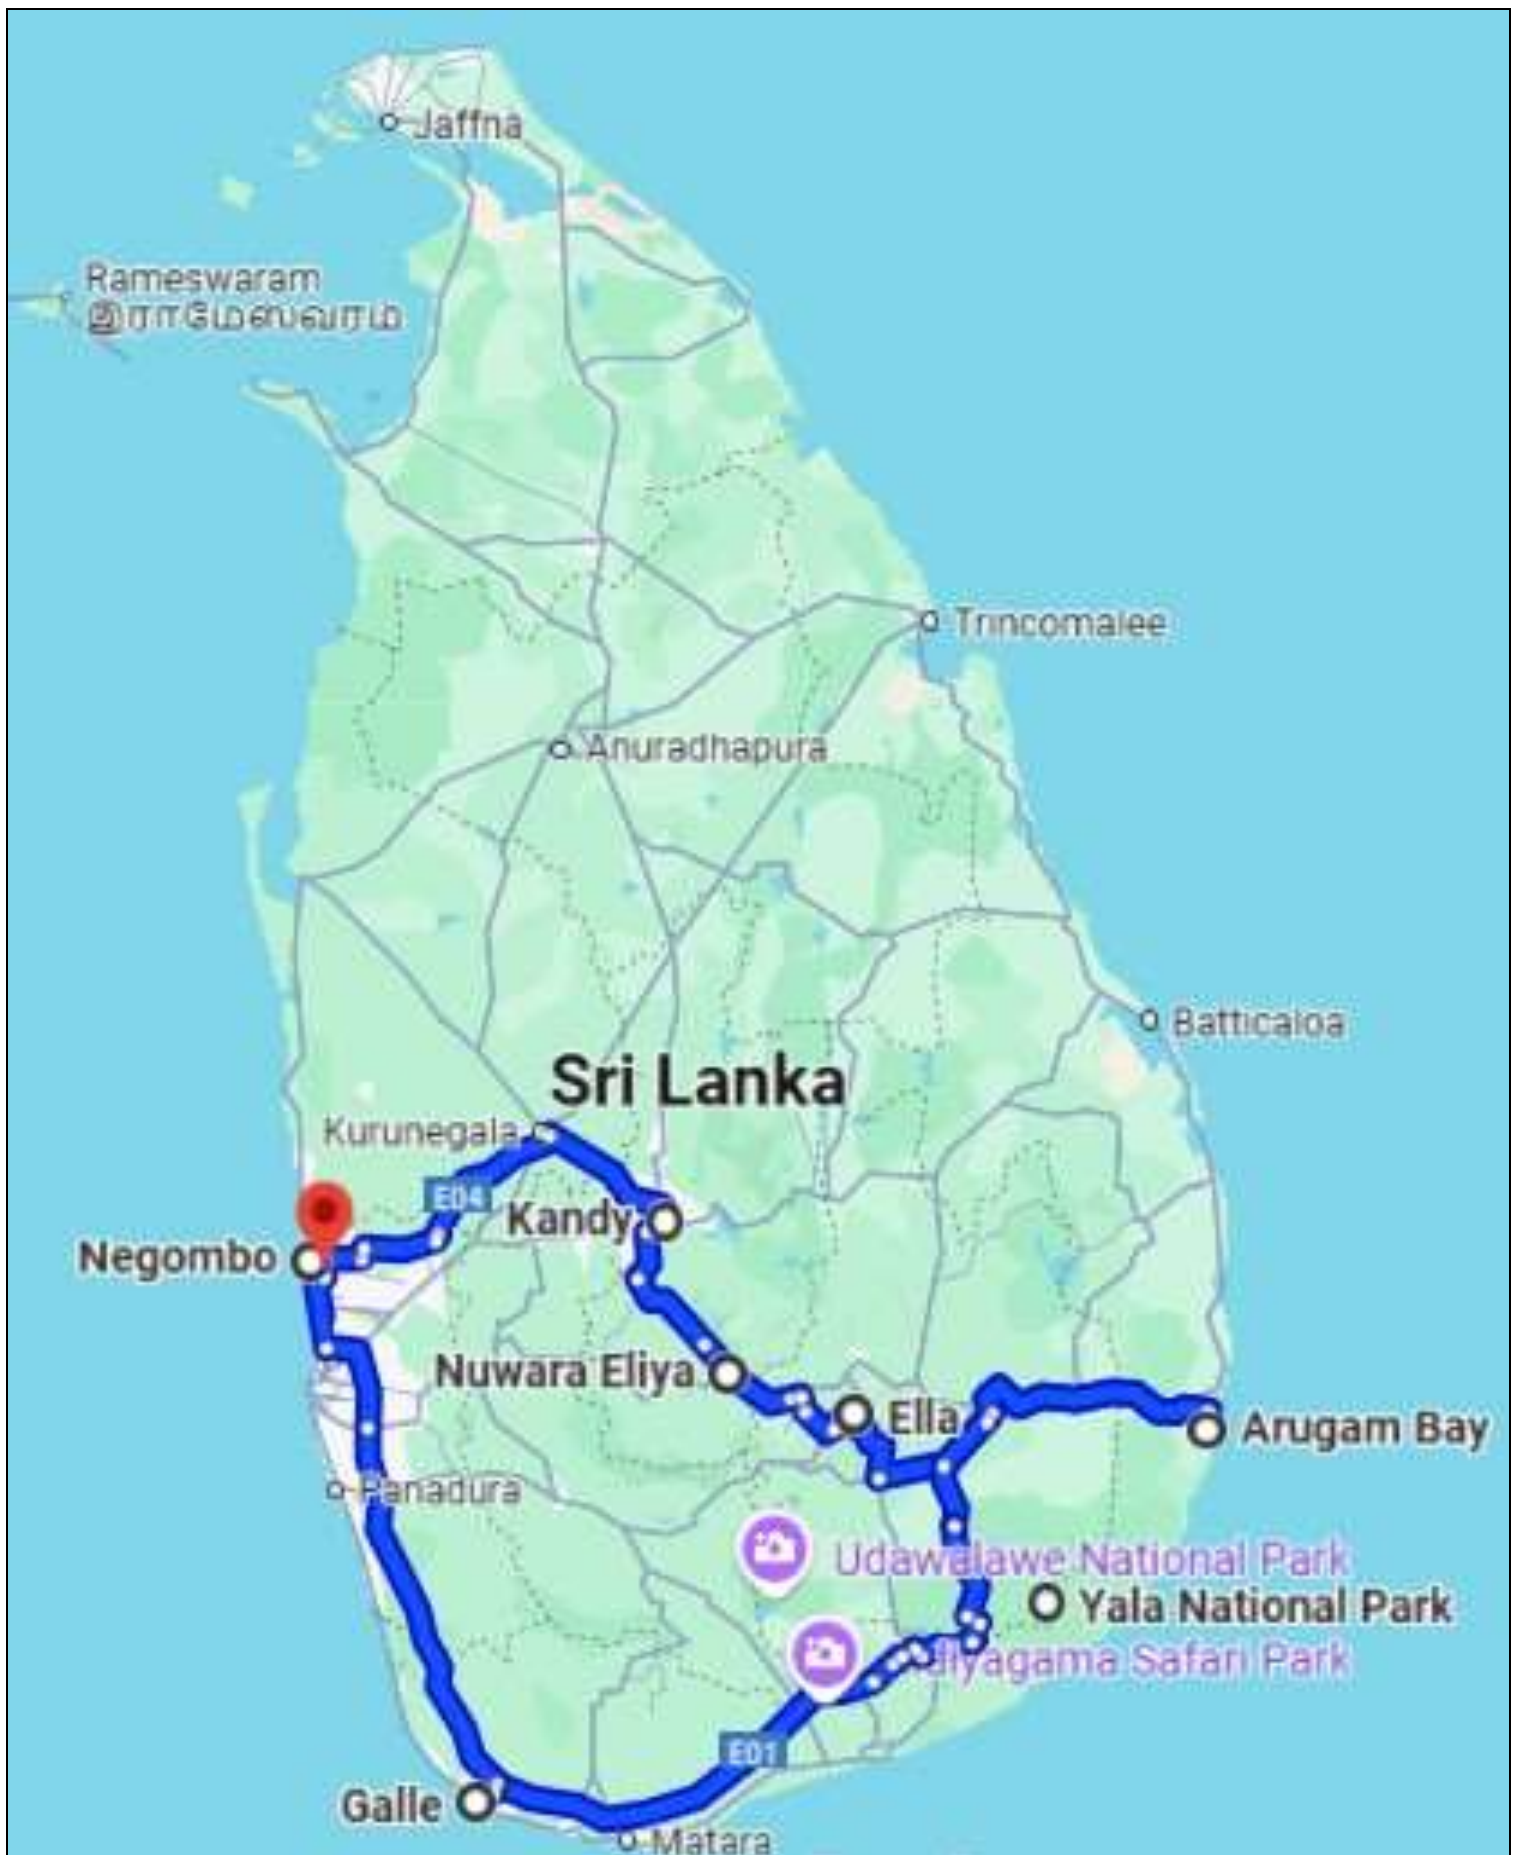 Jaffna
Rameswaram
இராமேஸ்வரம்
Trincomalee
Anuradhapura
Batticaloa
Sri Lanka
Kurunegala
E04
Kandy
Negombo
Nuwara Eliya
Ella
Arugam Bay
Panadura
Udawalawe National Park
Yala National Park
Safari Park
E01
Galle
Matara